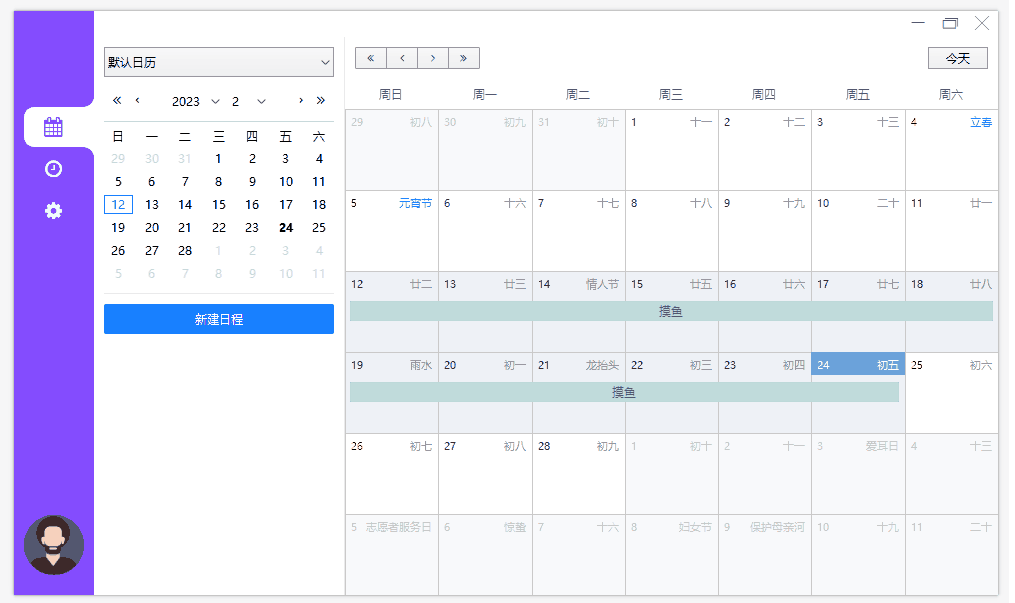 默认日历
2023 2
日 一 二 三 四 五 六
29 30 31 1 2 3 4
5 6 7 8 9 10 11
12 13 14 15 16 17 18
19 20 21 22 23 24 25
26 27 28 1 2 3 4
5 6 7 8 9 10 11
新建日程
今天
周日 周一 周二 周三 周四 周五 周六
29 初八 30 初九 31 初十 1 十一 2 十二 3 十三 4 立春
5 元宵节 6 十六 7 十七 8 十八 9 十九 10 二十 11 廿一
12 廿二 13 廿三 14 情人节 15 廿五 16 廿六 17 廿七 18 廿八
摸鱼
19 雨水 20 初一 21 龙抬头 22 初三 23 初四 24 初五 25 初六
摸鱼
26 初七 27 初八 28 初九 1 初十 2 十一 3 爱耳日 4 十三
5 志愿者服务日 6 惊蛰 7 十六 8 妇女节 9 保护母亲河 10 十九 11 二十